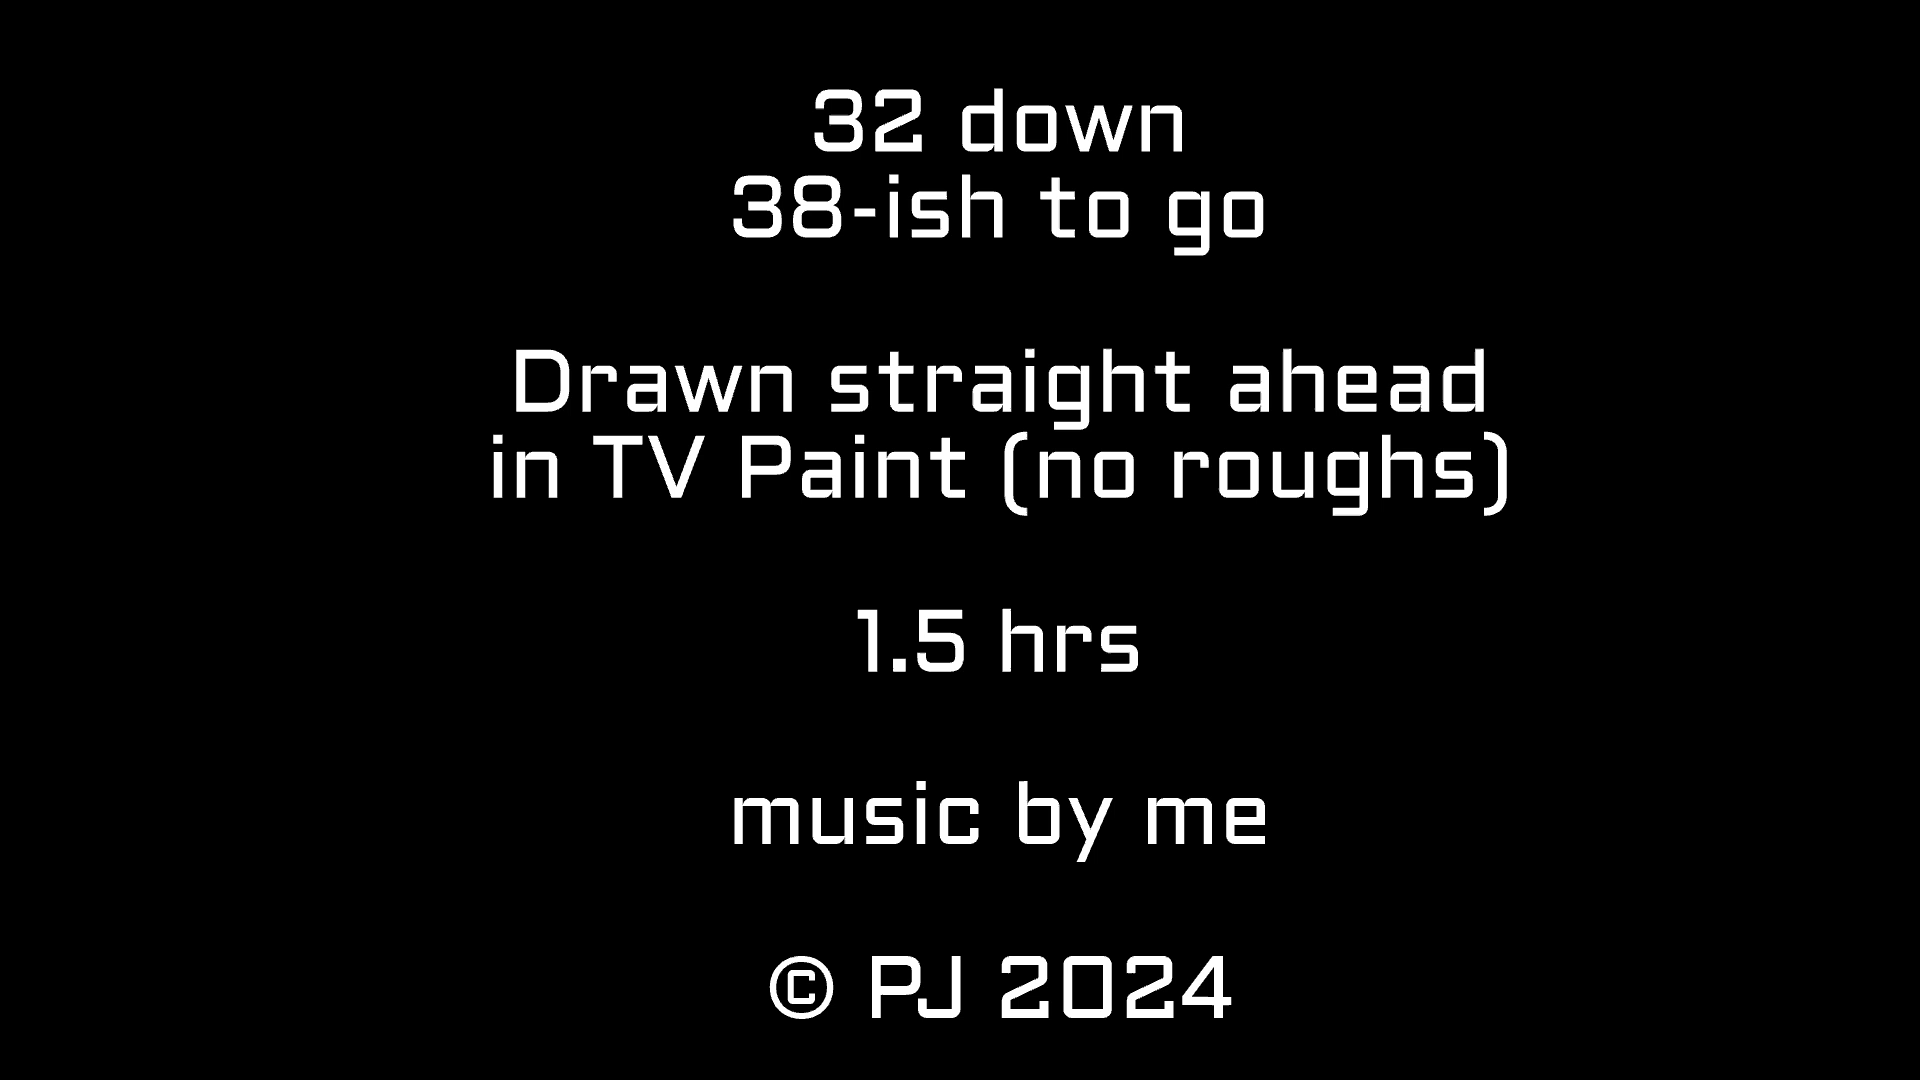 32 down
38-ish to go
Drawn straight ahead
in TV Paint (no roughs)
1.5 hrs
music by me
© PJ 2024